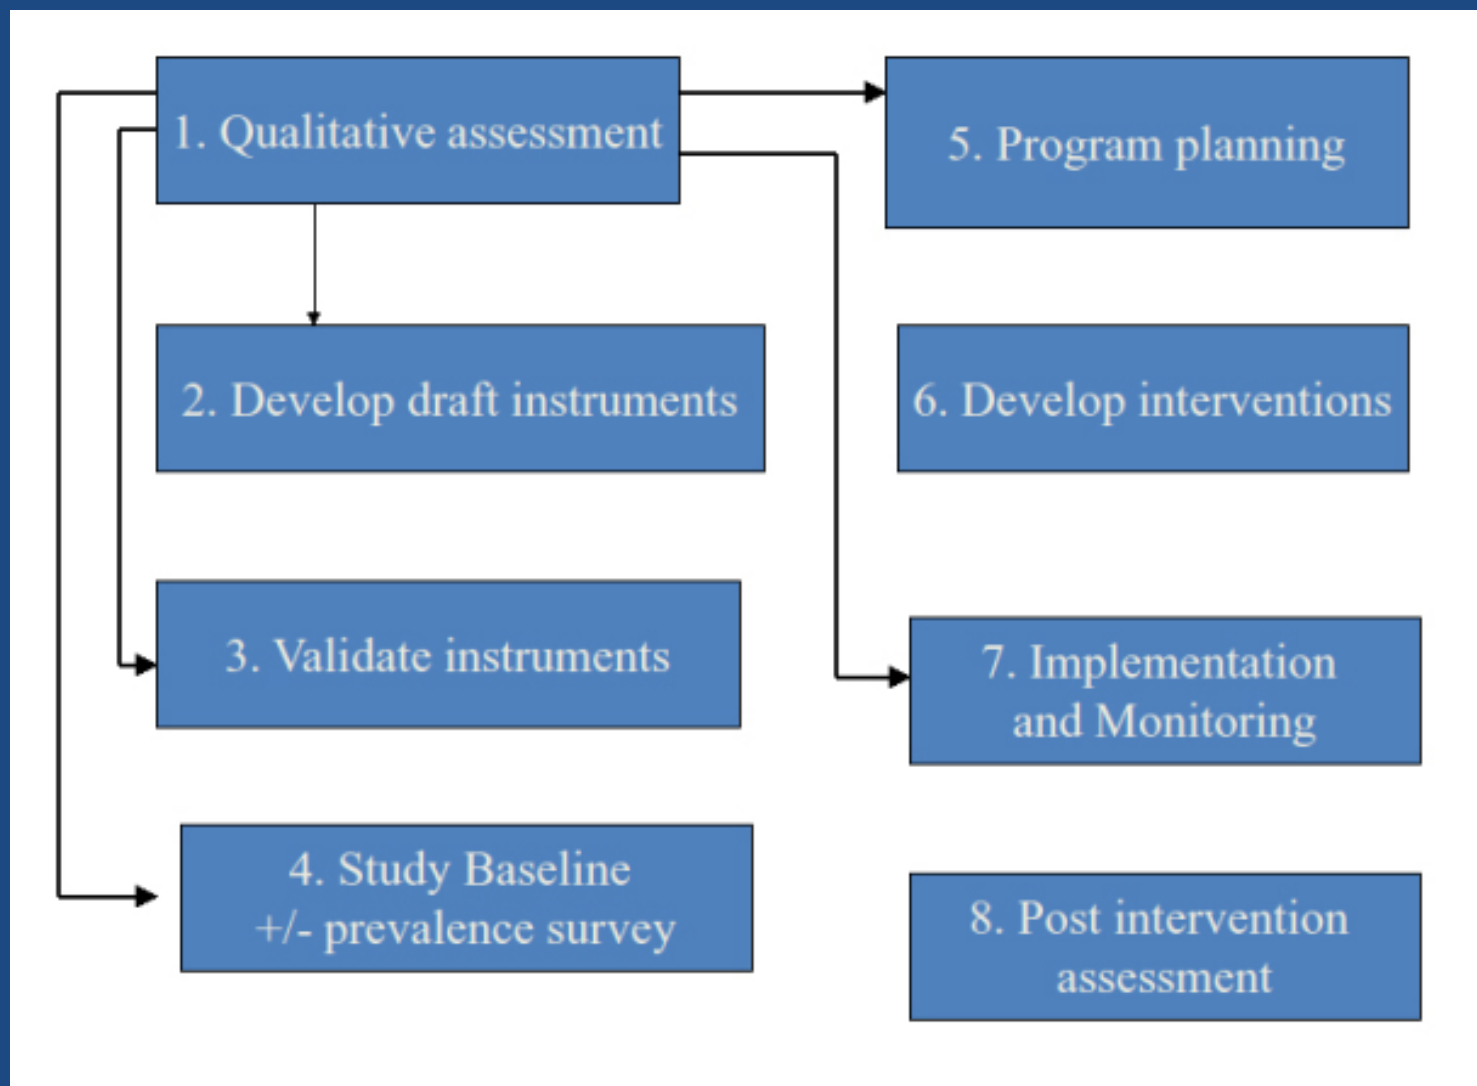 1. Qualitative assessment
2. Develop draft instruments
3. Validate instruments
4. Study Baseline
+/- prevalence survey
5. Program planning
6. Develop interventions
7. Implementation
and Monitoring
8. Post intervention
assessment